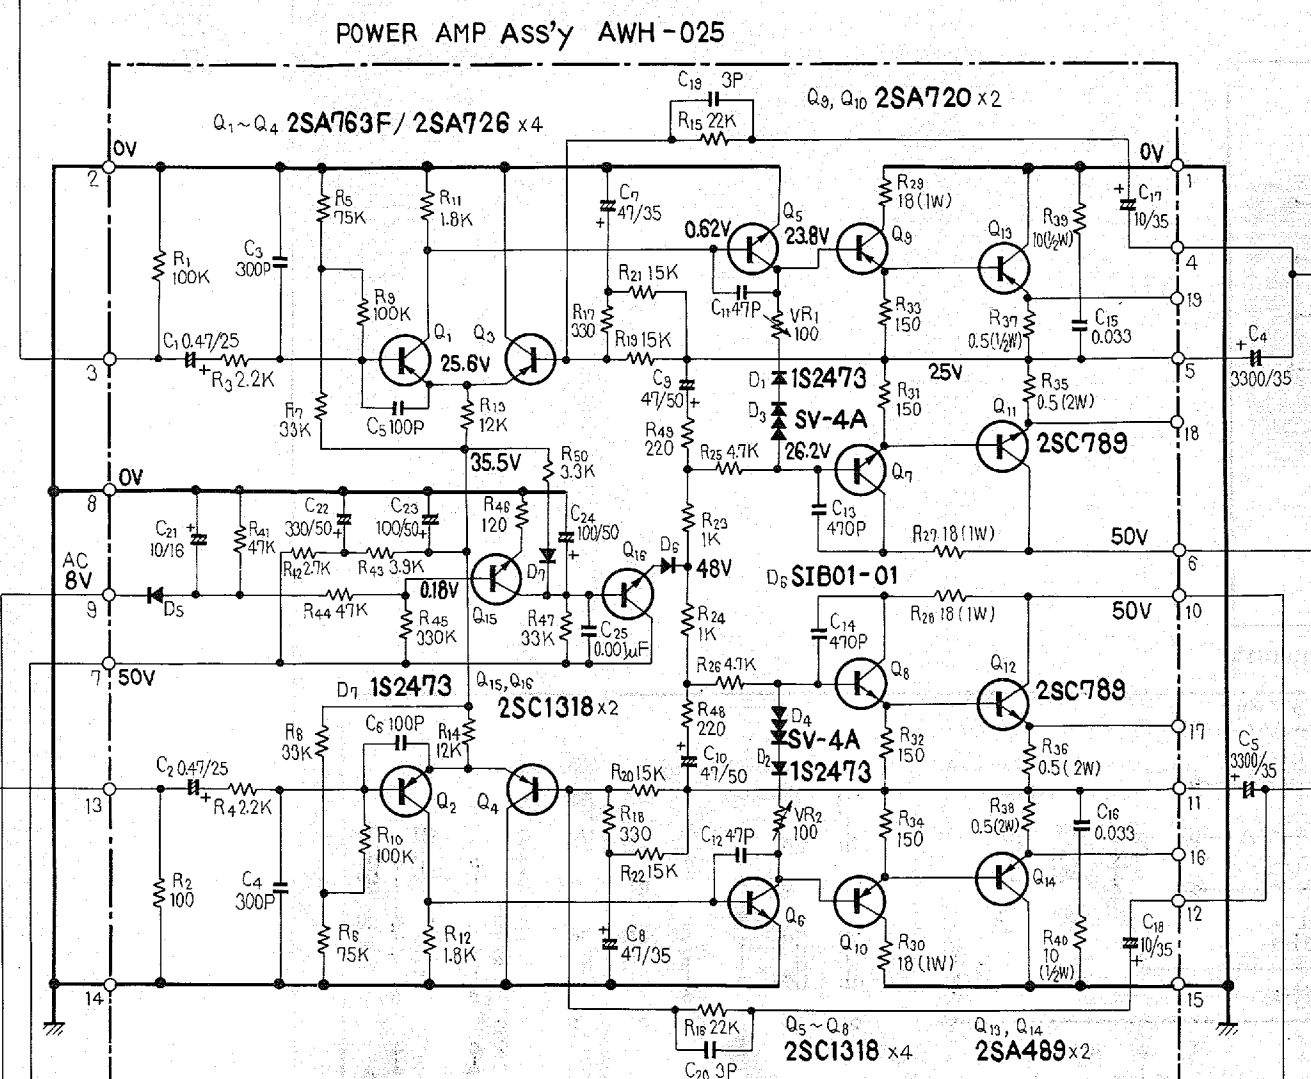 POWER AMP ASS'Y AWH-025
C19 3P
Q9, Q10 2SA720 x2
Q1~Q4 2SA763F/2SA726 x4
R15 22K
0V
0V
2
1
R5
75K
R11
1.8K
C7
47/35
R29
18(1W)
C17
10/35
Q5
0.62V
23.8V
Q9
Q13
R39
10(½W)
R1
100K
C3
300P
4
R9
100K
R21 15K
C11 47P
VR1
100
R33
150
19
R17
330
R37
0.5(½W)
C15
0.033
C1 0.47/25
Q1
Q3
R19 15K
C4
3300/35
3
R3 2.2K
25.6V
25V
5
C9
47/50
D1 1S2473
R35
0.5(2W)
R7
33K
C5 100P
R13
12K
D3
SV-4A
R31
150
Q11
18
R49
220
2SC789
35.5V
R50
3.3K
R25 4.7K
26.2V
Q7
0V
8
C21
10/16
R41
47K
C22
330/50
C23
100/50
R46
120
C24
100/50
C13
470P
R23
1K
R27 18(1W)
50V
AC
8V
R42 2.7K
R43 3.9K
D7
Q16
D6
48V
6
D6 SIB01-01
9
D5
R44 47K
0.18V
Q15
R28 18(1W)
50V
10
R45
330K
R47
33K
C25
0.001µF
R24
1K
C14
470P
7
50V
D7 1S2473
Q15, Q16
2SC1318 x2
R26 4.7K
Q8
Q12
2SC789
R8
33K
C6 100P
R14
12K
R48
220
D4
SV-4A
17
R32
150
C5
3300/35
C2 0.47/25
C10
47/50
D2
1S2473
R36
0.5(2W)
13
R4 2.2K
Q2
Q4
R20 15K
11
R18
330
C12 47P
VR2
100
R34
150
R38
0.5(2W)
C16
0.033
R10
100K
R22 15K
16
R2
100
C4
300P
Q14
12
Q6
Q10
C18
10/35
R6
75K
R12
1.8K
C8
47/35
R30
18(1W)
R40
10
(½W)
14
15
R16 22K
C20 3P
Q5~Q8
2SC1318 x4
Q13, Q14
2SA489 x2